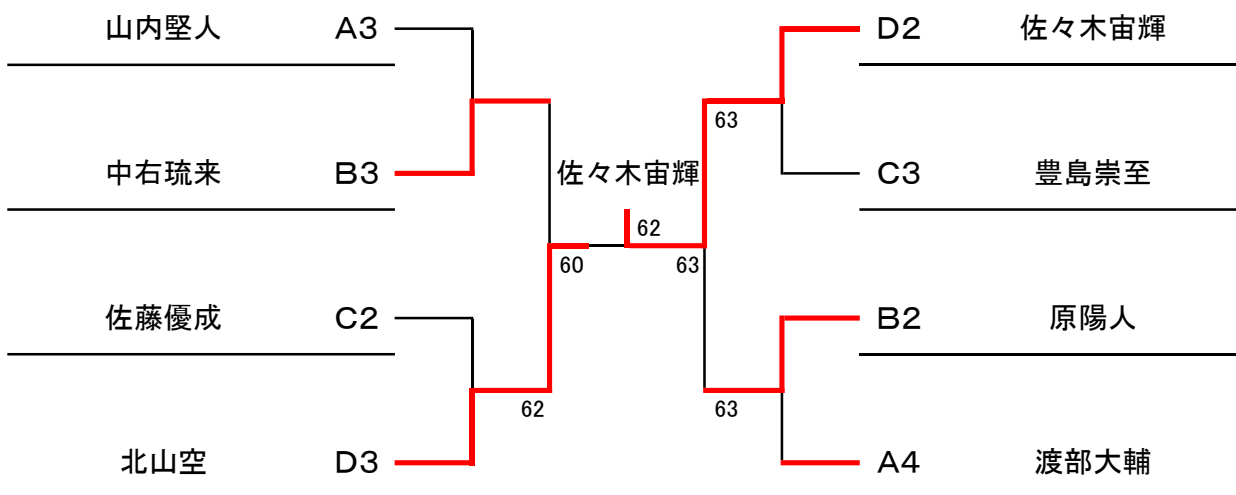 山内堅人 A3
D2 佐々木宙輝
63
中右琉来 B3
佐々木宙輝
C3 豊島崇至
62
60
63
佐藤優成 C2
B2 原陽人
62
63
北山空 D3
A4 渡部大輔